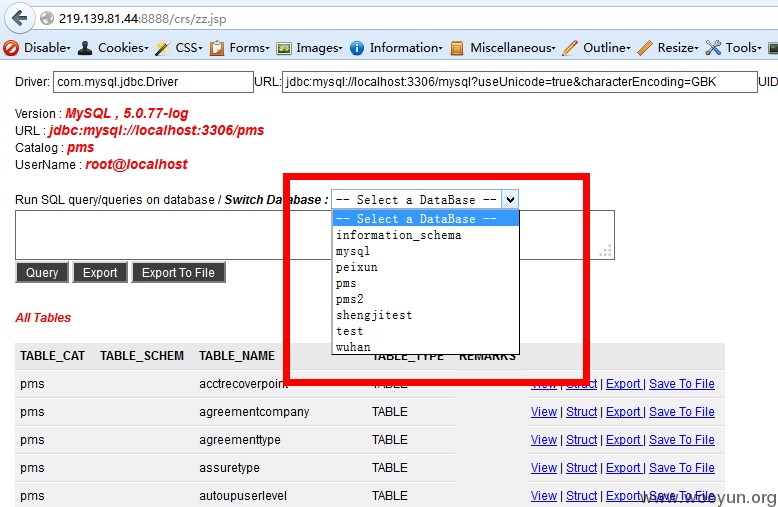 219.139.81.44:8888/crs/zz.jsp
Disable Cookies CSS Forms Images Information Miscellaneous Outline Resize Tools
Driver: com.mysql.jdbc.Driver URL: jdbc:mysql://localhost:3306/mysql?useUnicode=true&characterEncoding=GBK UID
Version : MySQL , 5.0.77-log
URL : jdbc:mysql://localhost:3306/pms
Catalog : pms
UserName : root@localhost
Run SQL query/queries on database / Switch Database : -- Select a DataBase --
-- Select a DataBase --
information_schema
mysql
peixun
pms
pms2
shengjitest
test
wuhan
Query Export Export To File
All Tables
TABLE_CAT TABLE_SCHEM TABLE_NAME TABLE_TYPE REMARKS
pms acctrecoverpoint TABLE View | Struct | Export | Save To File
pms agreementcompany TABLE View | Struct | Export | Save To File
pms agreementtype TABLE View | Struct | Export | Save To File
pms assuretype TABLE View | Struct | Export | Save To File
pms autoupuserlevel TABLE View | Struct | Export | Save To File
www.wooyun.org